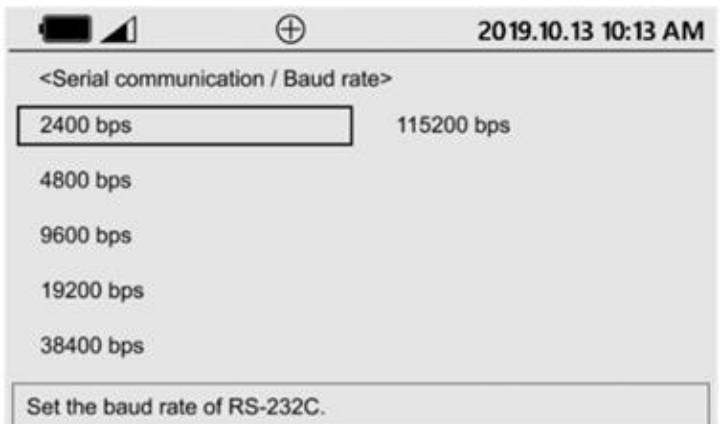 2019.10.13 10:13 AM
<Serial communication / Baud rate>
2400 bps
115200 bps
4800 bps
9600 bps
19200 bps
38400 bps
Set the baud rate of RS-232C.